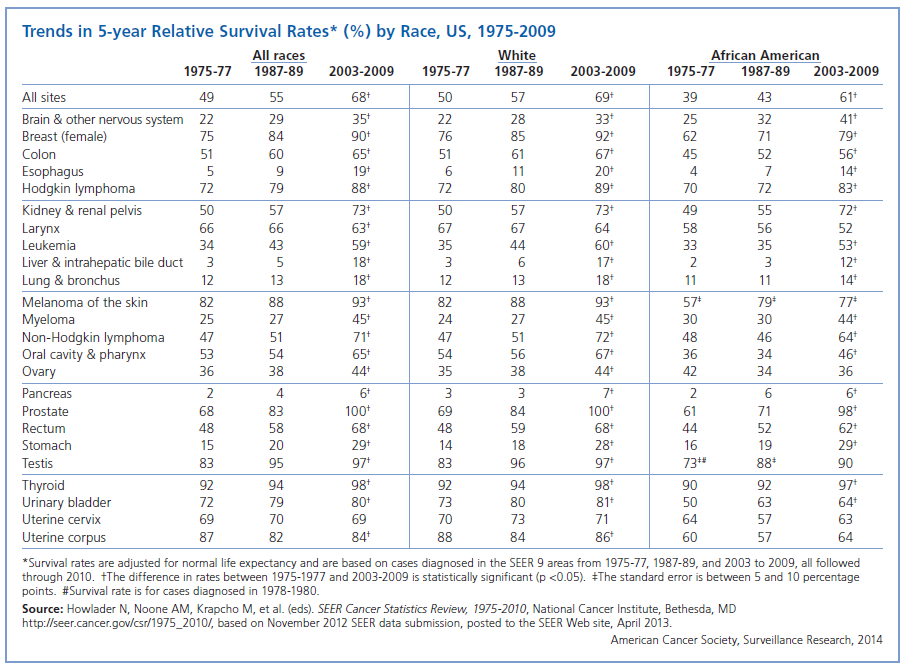 Trends in 5-year Relative Survival Rates* (%) by Race, US, 1975-2009
All races White African American
1975-77 1987-89 2003-2009 1975-77 1987-89 2003-2009 1975-77 1987-89 2003-2009
All sites 49 55 68† 50 57 69† 39 43 61†
Brain & other nervous system 22 29 35† 22 28 33† 25 32 41†
Breast (female) 75 84 90† 76 85 92† 62 71 79†
Colon 51 60 65† 51 61 67† 45 52 56†
Esophagus 5 9 19† 6 11 20† 4 7 14†
Hodgkin lymphoma 72 79 88† 72 80 89† 70 72 83†
Kidney & renal pelvis 50 57 73† 50 57 73† 49 55 72†
Larynx 66 66 63† 67 67 64 58 56 52
Leukemia 34 43 59† 35 44 60† 33 35 53†
Liver & intrahepatic bile duct 3 5 18† 3 6 17† 2 3 12†
Lung & bronchus 12 13 18† 12 13 18† 11 11 14†
Melanoma of the skin 82 88 93† 82 88 93† 57‡ 79‡ 77‡
Myeloma 25 27 45† 24 27 45† 30 30 44†
Non-Hodgkin lymphoma 47 51 71† 47 51 72† 48 46 64†
Oral cavity & pharynx 53 54 65† 54 56 67† 36 34 46†
Ovary 36 38 44† 35 38 44† 42 34 36
Pancreas 2 4 6† 3 3 7† 2 6 6†
Prostate 68 83 100† 69 84 100† 61 71 98†
Rectum 48 58 68† 48 59 68† 44 52 62†
Stomach 15 20 29† 14 18 28† 16 19 29†
Testis 83 95 97† 83 96 97† 73‡# 88‡ 90
Thyroid 92 94 98† 92 94 98† 90 92 97†
Urinary bladder 72 79 80† 73 80 81† 50 63 64†
Uterine cervix 69 70 69 70 73 71 64 57 63
Uterine corpus 87 82 84† 88 84 86† 60 57 64
*Survival rates are adjusted for normal life expectancy and are based on cases diagnosed in the SEER 9 areas from 1975-77, 1987-89, and 2003 to 2009, all followed
through 2010. †The difference in rates between 1975-1977 and 2003-2009 is statistically significant (p <0.05). ‡The standard error is between 5 and 10 percentage
points. #Survival rate is for cases diagnosed in 1978-1980.
Source: Howlader N, Noone AM, Krapcho M, et al. (eds). SEER Cancer Statistics Review, 1975-2010, National Cancer Institute, Bethesda, MD
http://seer.cancer.gov/csr/1975_2010/, based on November 2012 SEER data submission, posted to the SEER Web site, April 2013.
American Cancer Society, Surveillance Research, 2014